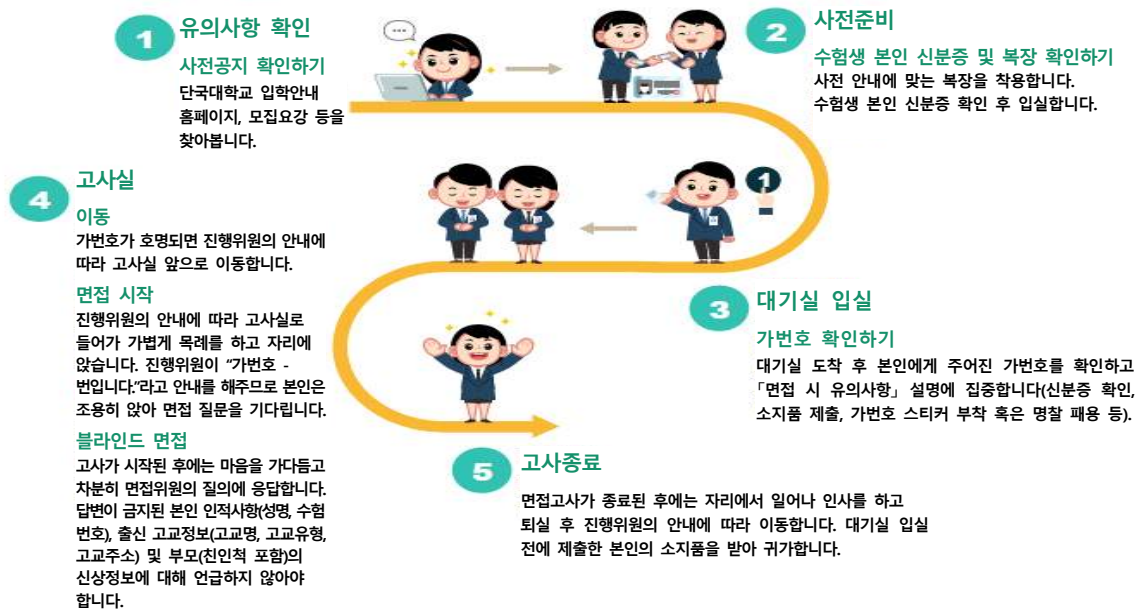 1
유의사항 확인
사전공지 확인하기
단국대학교 입학안내
홈페이지, 모집요강 등을
찾아봅니다.
2
사전준비
수험생 본인 신분증 및 복장 확인하기
사전 안내에 맞는 복장을 착용합니다.
수험생 본인 신분증 확인 후 입실합니다.
1
3
대기실 입실
가번호 확인하기
대기실 도착 후 본인에게 주어진 가번호를 확인하고
「면접 시 유의사항」 설명에 집중합니다(신분증 확인,
소지품 제출, 가번호 스티커 부착 혹은 명찰 패용 등).
4
고사실
이동
가번호가 호명되면 진행위원의 안내에
따라 고사실 앞으로 이동합니다.
면접 시작
진행위원의 안내에 따라 고사실로
들어가 가볍게 목례를 하고 자리에
앉습니다. 진행위원이 “가번호 -
번입니다.”라고 안내를 해주므로 본인은
조용히 앉아 면접 질문을 기다립니다.
블라인드 면접
고사가 시작된 후에는 마음을 가다듬고
차분히 면접위원의 질의에 응답합니다.
답변이 금지된 본인 인적사항(성명, 수험
번호), 출신 고교정보(고교명, 고교유형,
고교주소) 및 부모(친인척 포함)의
신상정보에 대해 언급하지 않아야
합니다.
5
고사종료
면접고사가 종료된 후에는 자리에서 일어나 인사를 하고
퇴실 후 진행위원의 안내에 따라 이동합니다. 대기실 입실
전에 제출한 본인의 소지품을 받아 귀가합니다.